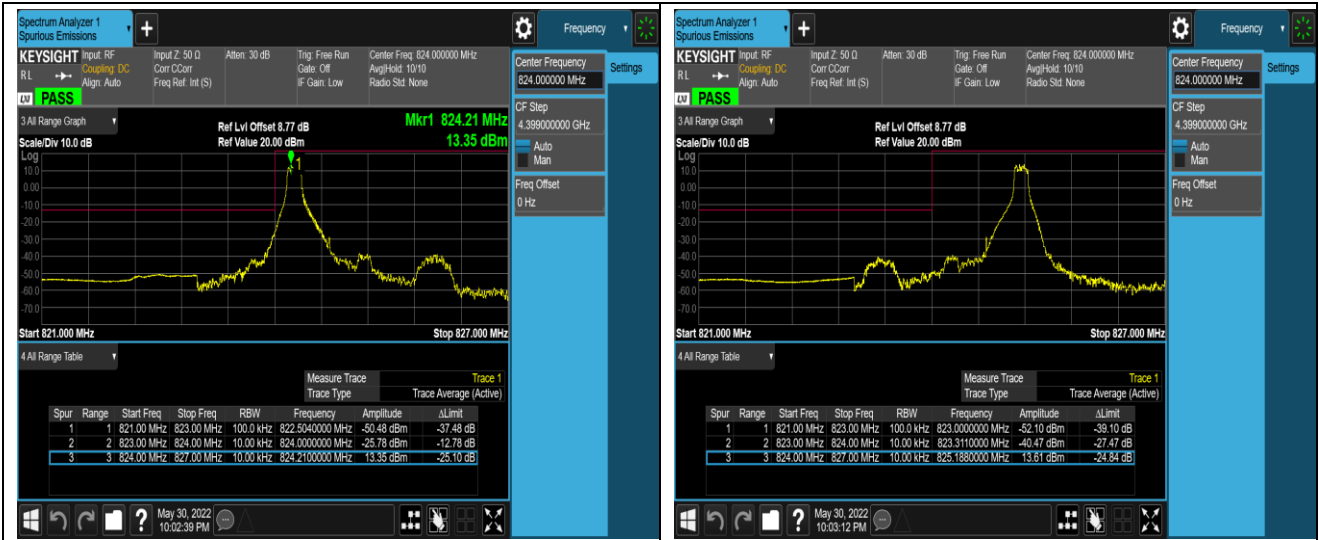 Spectrum Analyzer 1
Spurious Emissions
+
Frequency
KEYSIGHT Input: RF Input Z: 50 Ω Atten: 30 dB Trig: Free Run Center Freq: 824.000000 MHz
RL Coupling: DC Corr CCorr Gate: Off Avg|Hold: 10/10
Align: Auto Freq Ref: Int (S) IF Gain: Low Radio Std: None
LXI PASS
Center Frequency
824.000000 MHz
Settings
CF Step
4.399000000 GHz
Auto
Man
Freq Offset
0 Hz
3 All Range Graph
Ref Lvl Offset 8.77 dB
Mkr1 824.21 MHz
Scale/Div 10.0 dB Ref Value 20.00 dBm 13.35 dBm
Log
1
10.0
0.00
-10.0
-20.0
-30.0
-40.0
-50.0
-60.0
-70.0
Start 821.000 MHz Stop 827.000 MHz
4 All Range Table
Measure Trace Trace 1
Trace Type Trace Average (Active)
Spur Range Start Freq Stop Freq RBW Frequency Amplitude ΔLimit
1 1 821.00 MHz 823.00 MHz 100.0 kHz 822.5040000 MHz -50.48 dBm -37.48 dB
2 2 823.00 MHz 824.00 MHz 10.00 kHz 824.0000000 MHz -25.78 dBm -12.78 dB
3 3 824.00 MHz 827.00 MHz 10.00 kHz 824.2100000 MHz 13.35 dBm -25.10 dB
?
May 30, 2022
10:02:39 PM
Spectrum Analyzer 1
Spurious Emissions
+
Frequency
KEYSIGHT Input: RF Input Z: 50 Ω Atten: 30 dB Trig: Free Run Center Freq: 824.000000 MHz
RL Coupling: DC Corr CCorr Gate: Off Avg|Hold: 10/10
Align: Auto Freq Ref: Int (S) IF Gain: Low Radio Std: None
LXI PASS
Center Frequency
824.000000 MHz
Settings
CF Step
4.399000000 GHz
Auto
Man
Freq Offset
0 Hz
3 All Range Graph
Ref Lvl Offset 8.77 dB
Scale/Div 10.0 dB Ref Value 20.00 dBm
Log
10.0
0.00
-10.0
-20.0
-30.0
-40.0
-50.0
-60.0
-70.0
Start 821.000 MHz Stop 827.000 MHz
4 All Range Table
Measure Trace Trace 1
Trace Type Trace Average (Active)
Spur Range Start Freq Stop Freq RBW Frequency Amplitude ΔLimit
1 1 821.00 MHz 823.00 MHz 100.0 kHz 823.0000000 MHz -52.10 dBm -39.10 dB
2 2 823.00 MHz 824.00 MHz 10.00 kHz 823.3110000 MHz -40.47 dBm -27.47 dB
3 3 824.00 MHz 827.00 MHz 10.00 kHz 825.1880000 MHz 13.61 dBm -24.84 dB
?
May 30, 2022
10:03:12 PM